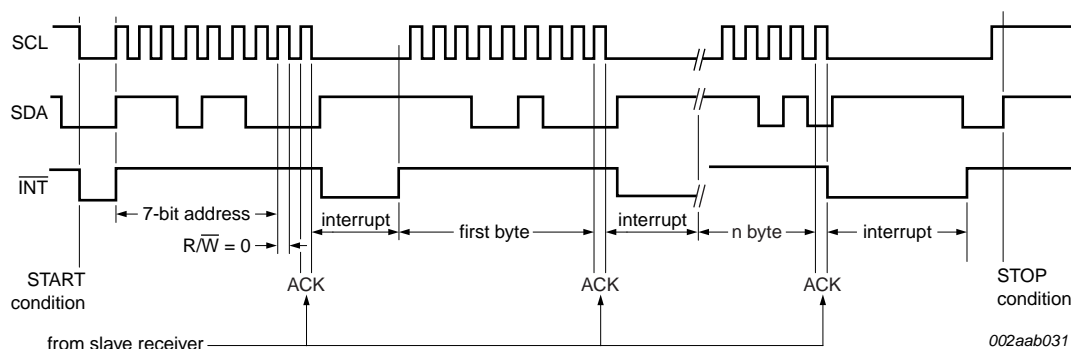 SCL
SDA
INT
7-bit address
interrupt
first byte
interrupt
n byte
interrupt
R/W = 0
START
condition
ACK
ACK
ACK
STOP
condition
from slave receiver
002aab031